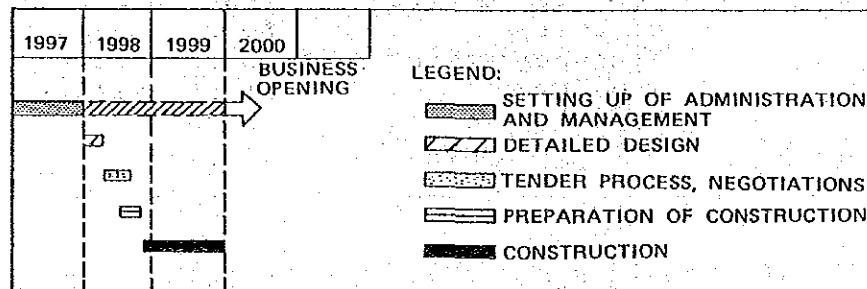 1997 1998 1999 2000
BUSINESS
OPENING
LEGEND:
SETTING UP OF ADMINISTRATION
AND MANAGEMENT
DETAILED DESIGN
TENDER PROCESS, NEGOTIATIONS
PREPARATION OF CONSTRUCTION
CONSTRUCTION